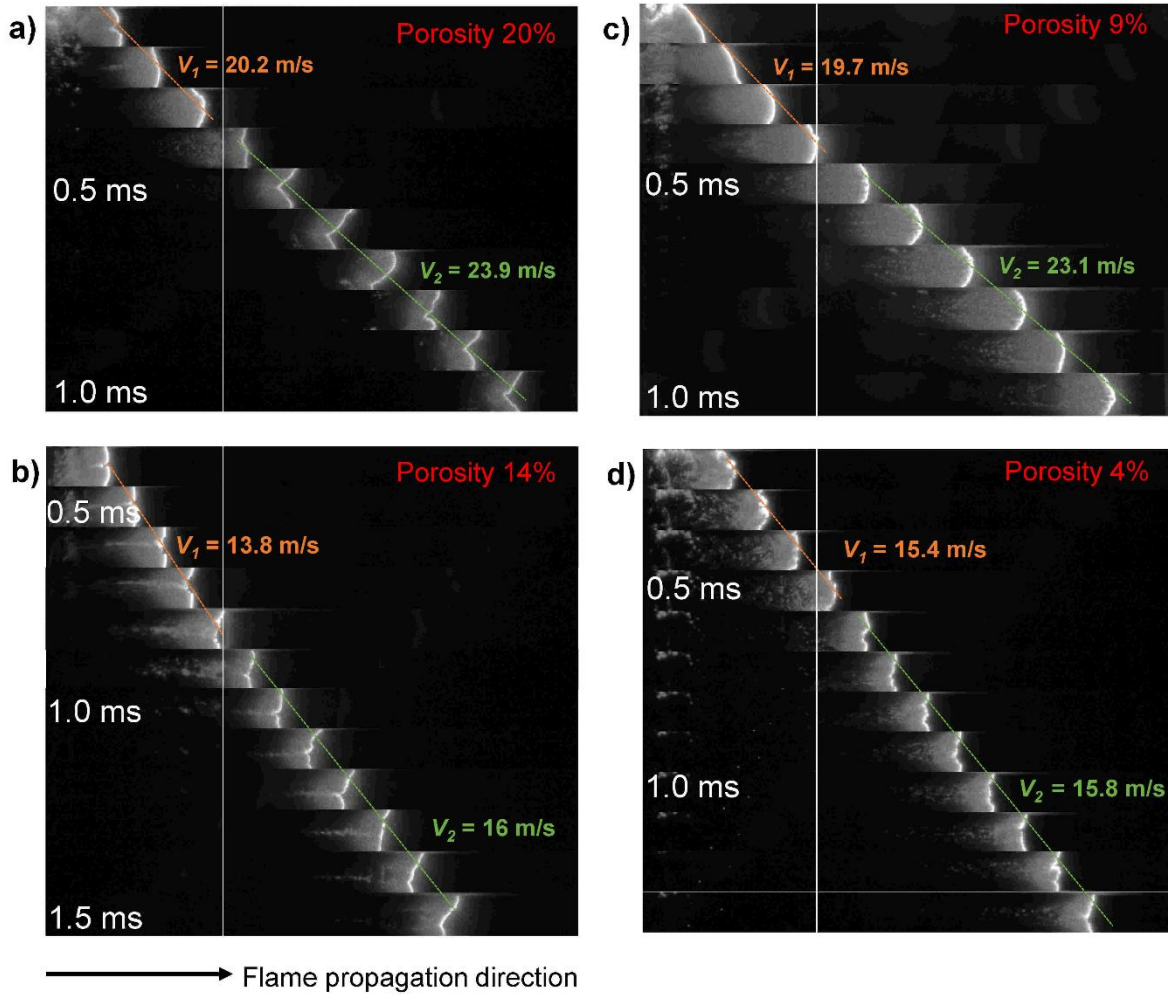 a)
Porosity 20%
V1 = 20.2 m/s
0.5 ms
V2 = 23.9 m/s
1.0 ms
c)
Porosity 9%
V1 = 19.7 m/s
0.5 ms
V2 = 23.1 m/s
1.0 ms
b)
Porosity 14%
0.5 ms
V1 = 13.8 m/s
1.0 ms
V2 = 16 m/s
1.5 ms
d)
Porosity 4%
V1 = 15.4 m/s
0.5 ms
1.0 ms
V2 = 15.8 m/s
Flame propagation direction